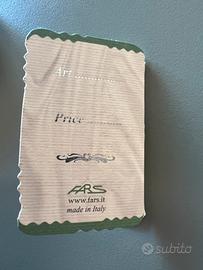 Art ..............
Price ............
FARS
www.fars.it
made in Italy
subito